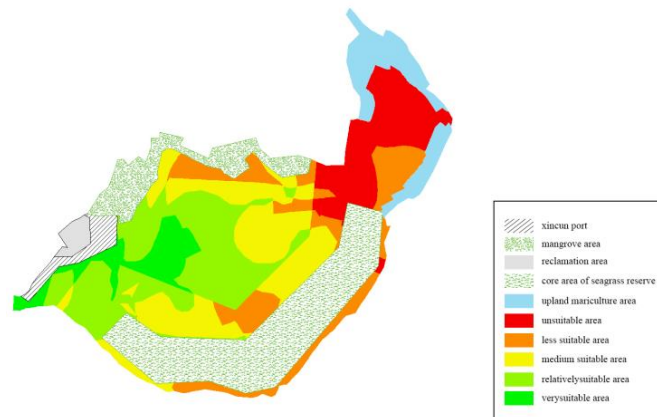 xincun port
mangrove area
reclamation area
core area of seagrass reserve
upland mariculture area
unsuitable area
less suitable area
medium suitable area
relativelysuitable area
verysuitable area